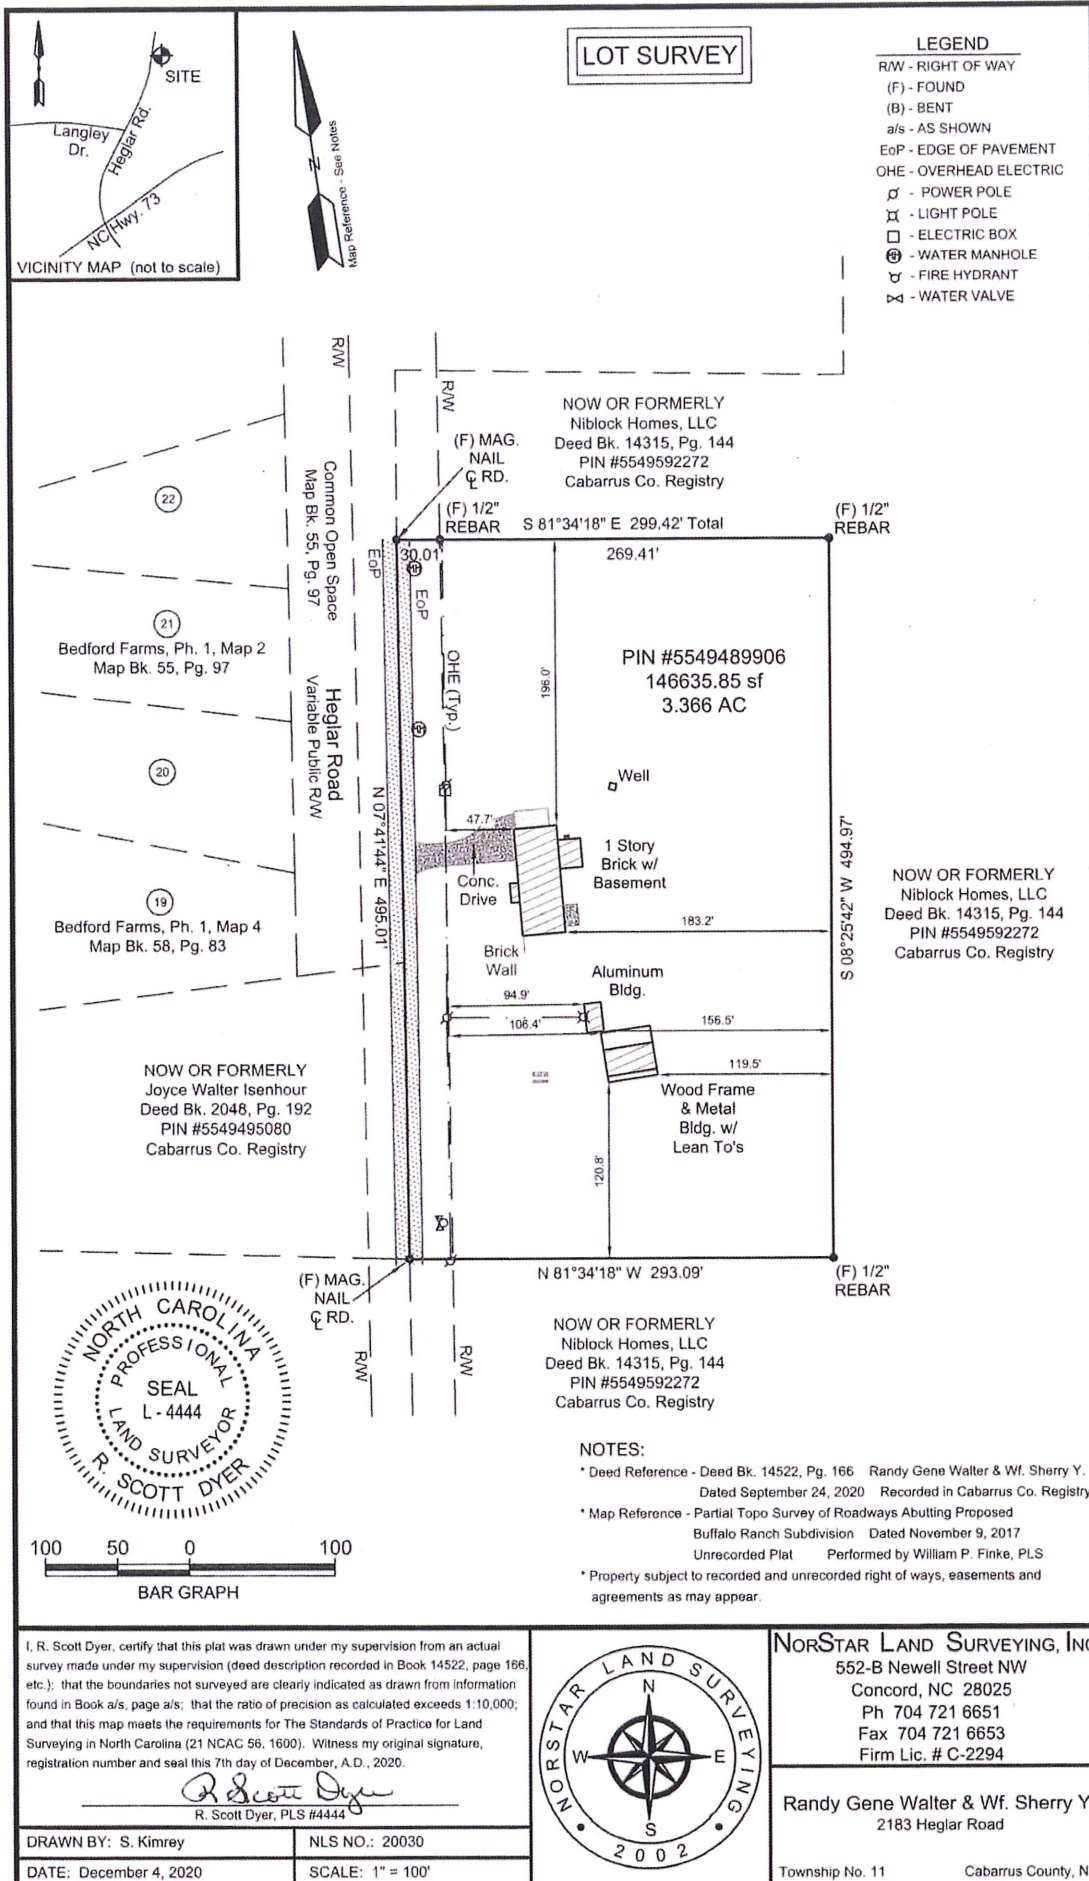 LOT SURVEY
SITE
Langley
Dr.
Heglar Rd.
NC Hwy. 73
VICINITY MAP (not to scale)
N
Map Reference - See Notes
LEGEND
R/W - RIGHT OF WAY
(F) - FOUND
(B) - BENT
a/s - AS SHOWN
EoP - EDGE OF PAVEMENT
OHE - OVERHEAD ELECTRIC
- POWER POLE
- LIGHT POLE
- ELECTRIC BOX
- WATER MANHOLE
- FIRE HYDRANT
- WATER VALVE
R/W
R/W
NOW OR FORMERLY
Niblock Homes, LLC
Deed Bk. 14315, Pg. 144
PIN #5549592272
Cabarrus Co. Registry
(F) MAG.
NAIL
℄ RD.
(F) 1/2"
REBAR
S 81°34'18" E 299.42' Total
(F) 1/2"
REBAR
30.01'
269.41'
22
Common Open Space
Map Bk. 55, Pg. 97
EoP
EoP
21
Bedford Farms, Ph. 1, Map 2
Map Bk. 55, Pg. 97
OHE (Typ.)
196.0'
PIN #5549489906
146635.85 sf
3.366 AC
Heglar Road
Variable Public R/W
20
N 07°41'44" E 495.01'
Well
47.7'
1 Story
Brick w/
Basement
Conc.
Drive
S 08°25'42" W 494.97'
NOW OR FORMERLY
Niblock Homes, LLC
Deed Bk. 14315, Pg. 144
PIN #5549592272
Cabarrus Co. Registry
19
Bedford Farms, Ph. 1, Map 4
Map Bk. 58, Pg. 83
183.2'
Brick
Wall
Aluminum
Bldg.
94.9'
106.4'
156.5'
119.5'
NOW OR FORMERLY
Joyce Walter Isenhour
Deed Bk. 2048, Pg. 192
PIN #5549495080
Cabarrus Co. Registry
Wood Frame
& Metal
Bldg. w/
Lean To's
120.8'
(F) MAG.
NAIL
℄ RD.
N 81°34'18" W 293.09'
(F) 1/2"
REBAR
R/W
R/W
NOW OR FORMERLY
Niblock Homes, LLC
Deed Bk. 14315, Pg. 144
PIN #5549592272
Cabarrus Co. Registry
NORTH CAROLINA
PROFESSIONAL
SEAL
L - 4444
LAND SURVEYOR
R. SCOTT DYER
100 50 0 100
BAR GRAPH
NOTES:
* Deed Reference - Deed Bk. 14522, Pg. 166 Randy Gene Walter & Wf. Sherry Y.
Dated September 24, 2020 Recorded in Cabarrus Co. Registry
* Map Reference - Partial Topo Survey of Roadways Abutting Proposed
Buffalo Ranch Subdivision Dated November 9, 2017
Unrecorded Plat Performed by William P. Finke, PLS
* Property subject to recorded and unrecorded right of ways, easements and
agreements as may appear.
I, R. Scott Dyer, certify that this plat was drawn under my supervision from an actual
survey made under my supervision (deed description recorded in Book 14522, page 166,
etc.); that the boundaries not surveyed are clearly indicated as drawn from information
found in Book a/s, page a/s; that the ratio of precision as calculated exceeds 1:10,000;
and that this map meets the requirements for The Standards of Practice for Land
Surveying in North Carolina (21 NCAC 56. 1600). Witness my original signature,
registration number and seal this 7th day of December, A.D., 2020.
R Scott Dyer
R. Scott Dyer, PLS #4444
DRAWN BY: S. Kimrey
NLS NO.: 20030
DATE: December 4, 2020
SCALE: 1" = 100'
NORSTAR LAND SURVEYING
N
W
E
S
2002
NORSTAR LAND SURVEYING, INC
552-B Newell Street NW
Concord, NC 28025
Ph 704 721 6651
Fax 704 721 6653
Firm Lic. # C-2294
Randy Gene Walter & Wf. Sherry Y
2183 Heglar Road
Township No. 11
Cabarrus County, N